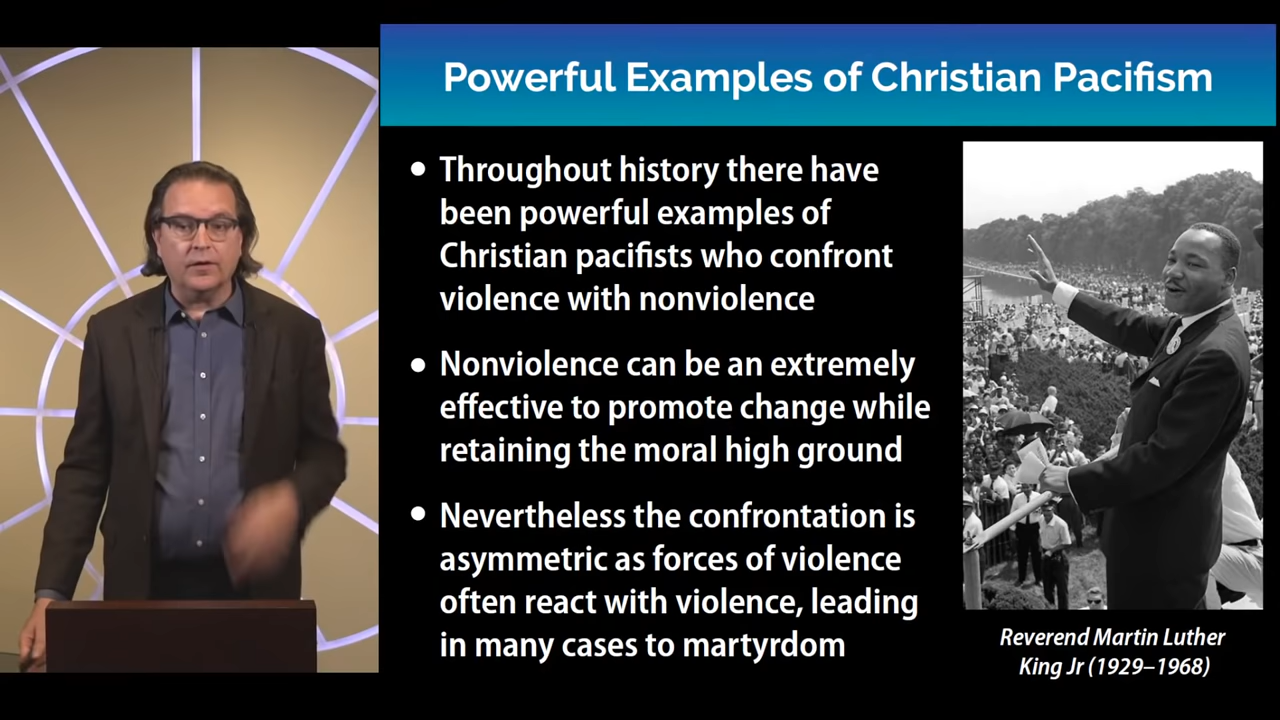 Powerful Examples of Christian Pacifism
• Throughout history there have
been powerful examples of
Christian pacifists who confront
violence with nonviolence
• Nonviolence can be an extremely
effective to promote change while
retaining the moral high ground
• Nevertheless the confrontation is
asymmetric as forces of violence
often react with violence, leading
in many cases to martyrdom
Reverend Martin Luther
King Jr (1929–1968)